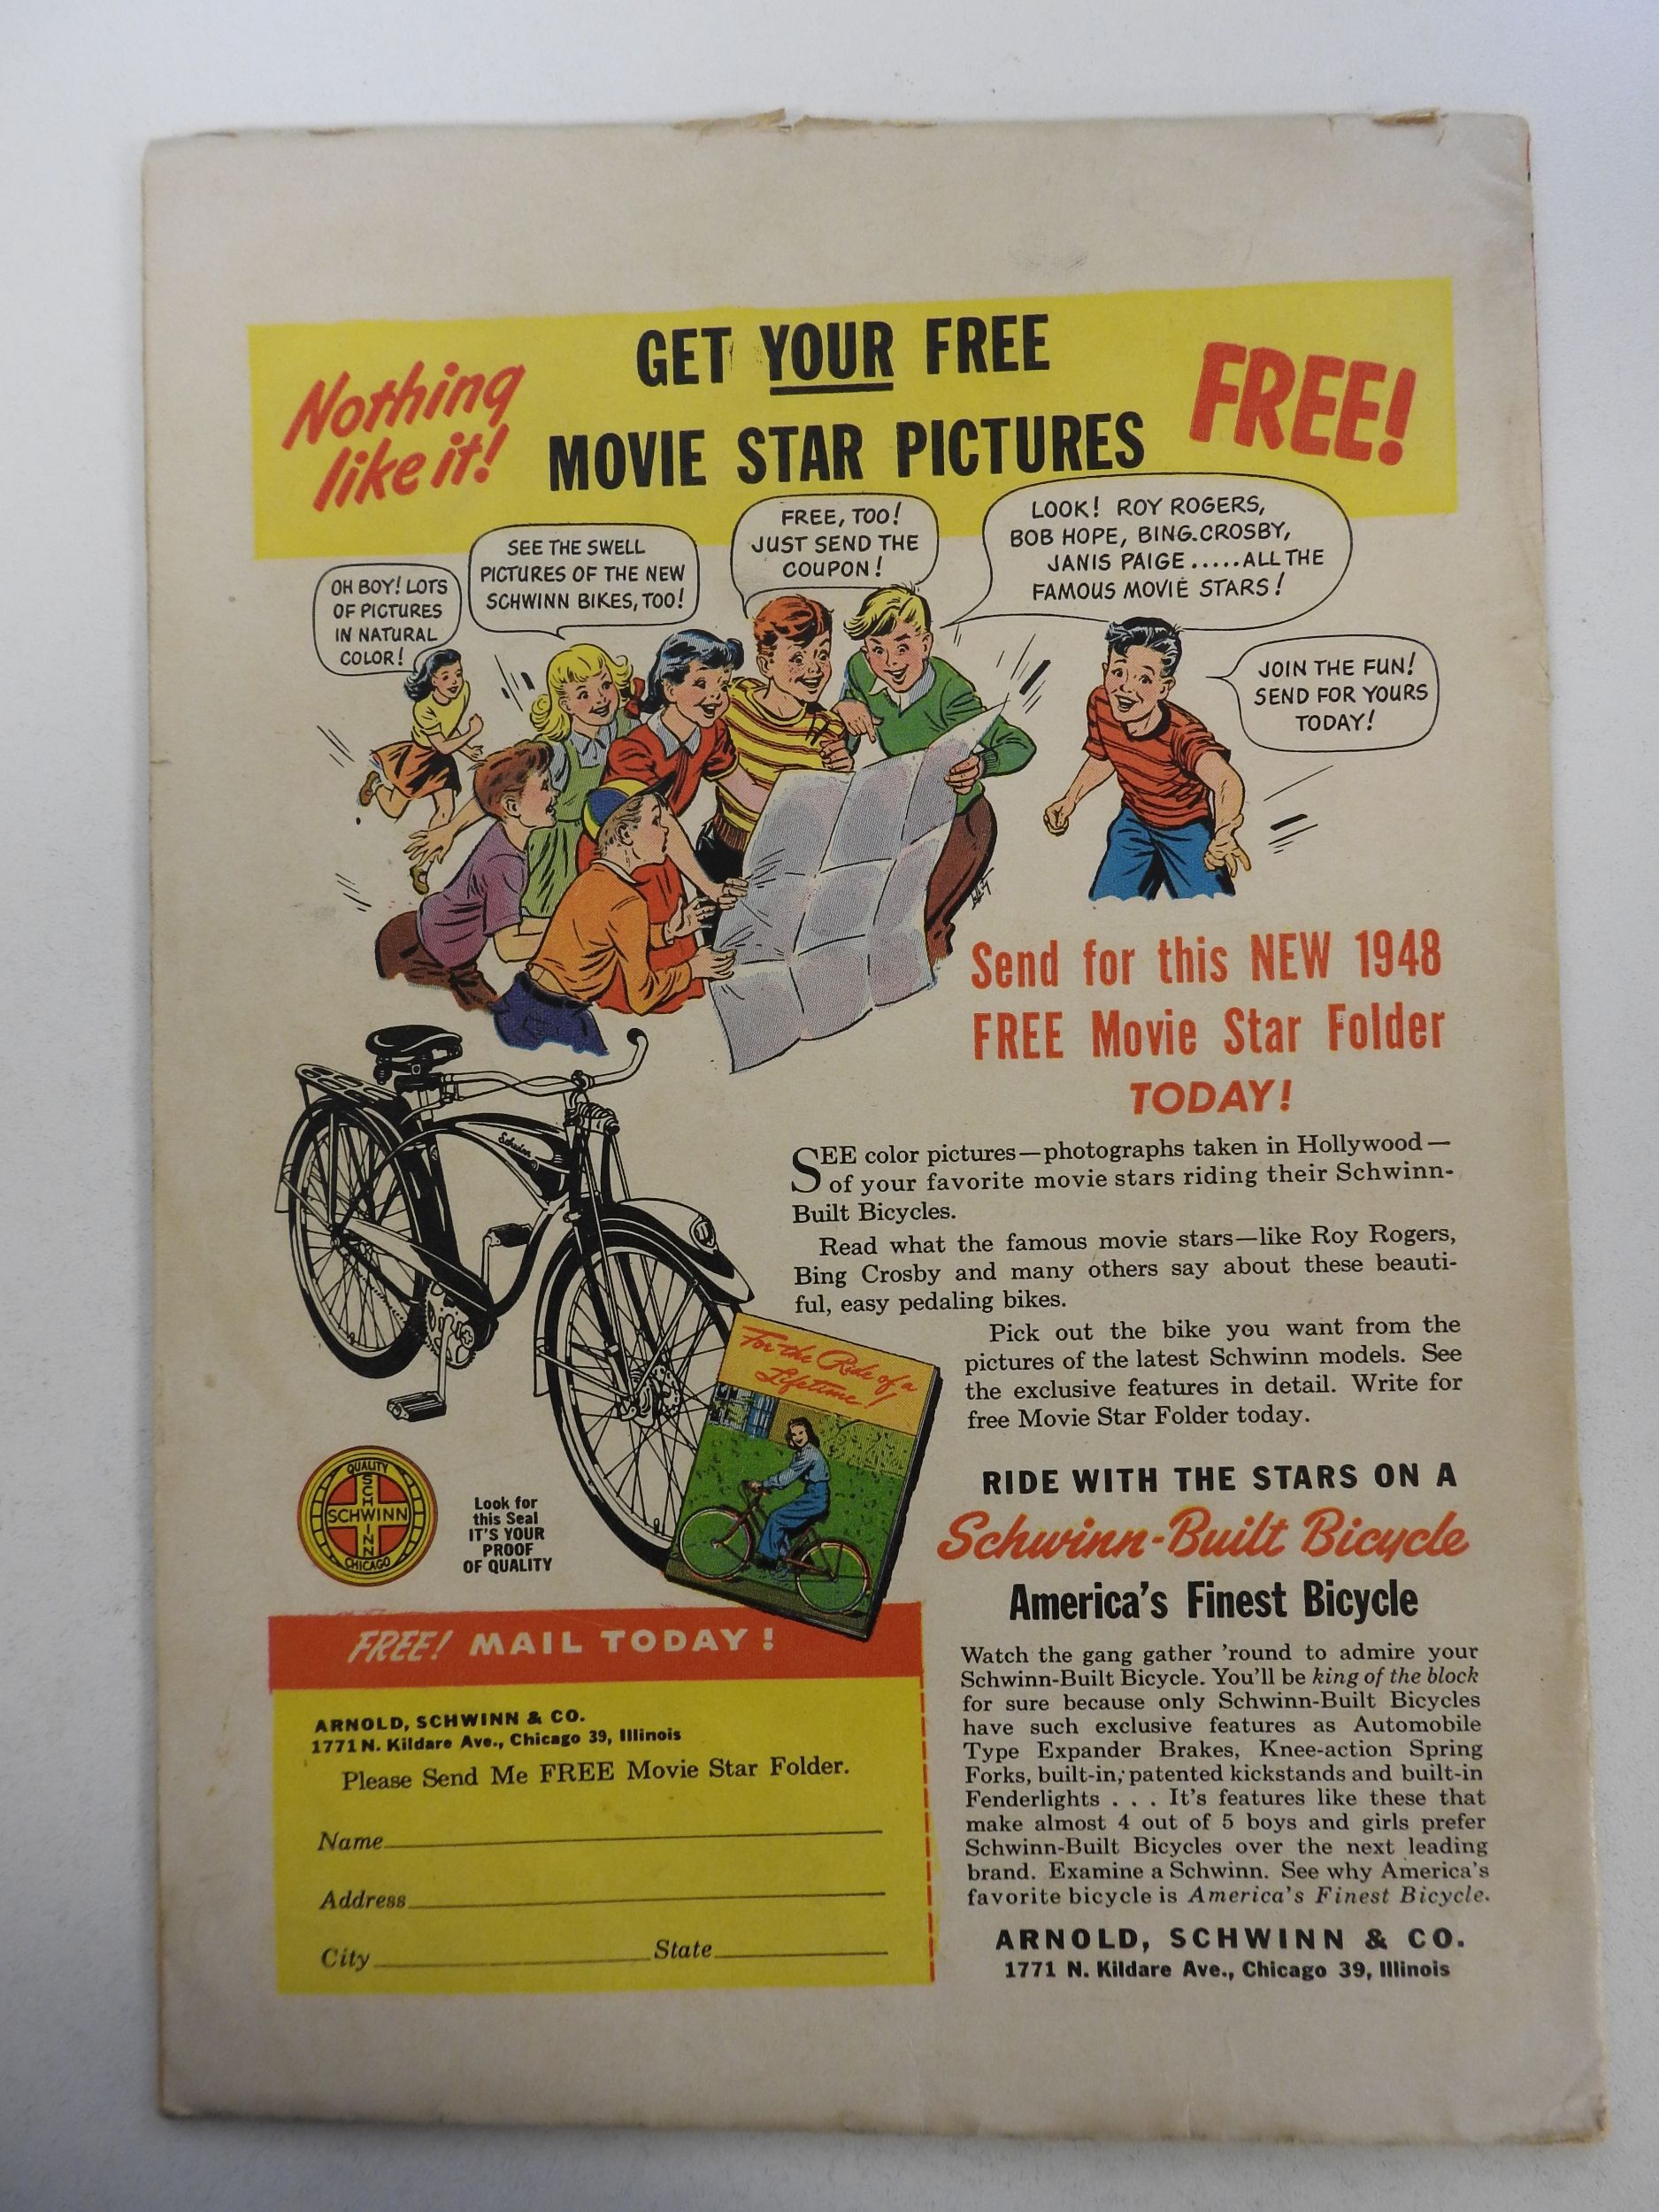 Nothing
like it!
GET YOUR FREE
MOVIE STAR PICTURES
FREE!
OH BOY! LOTS
OF PICTURES
IN NATURAL
COLOR!
SEE THE SWELL
PICTURES OF THE NEW
SCHWINN BIKES, TOO!
FREE, TOO!
JUST SEND THE
COUPON!
LOOK! ROY ROGERS,
BOB HOPE, BING CROSBY,
JANIS PAIGE.....ALL THE
FAMOUS MOVIE STARS!
JOIN THE FUN!
SEND FOR YOURS
TODAY!
Send for this NEW 1948
FREE Movie Star Folder
TODAY!
SEE color pictures—photographs taken in Hollywood—
of your favorite movie stars riding their Schwinn-
Built Bicycles.
Read what the famous movie stars—like Roy Rogers,
Bing Crosby and many others say about these beauti-
ful, easy pedaling bikes.
Pick out the bike you want from the
pictures of the latest Schwinn models. See
the exclusive features in detail. Write for
free Movie Star Folder today.
Schwinn
For the Ride of a
Lifetime!
QUALITY
SCHWINN
SCHWINN
CHICAGO
Look for
this Seal
IT'S YOUR
PROOF
OF QUALITY
RIDE WITH THE STARS ON A
Schwinn-Built Bicycle
America's Finest Bicycle
Watch the gang gather 'round to admire your
Schwinn-Built Bicycle. You'll be king of the block
for sure because only Schwinn-Built Bicycles
have such exclusive features as Automobile
Type Expander Brakes, Knee-action Spring
Forks, built-in, patented kickstands and built-in
Fenderlights . . . It's features like these that
make almost 4 out of 5 boys and girls prefer
Schwinn-Built Bicycles over the next leading
brand. Examine a Schwinn. See why America's
favorite bicycle is America's Finest Bicycle.
ARNOLD, SCHWINN & CO.
1771 N. Kildare Ave., Chicago 39, Illinois
FREE! MAIL TODAY!
ARNOLD, SCHWINN & CO.
1771 N. Kildare Ave., Chicago 39, Illinois
Please Send Me FREE Movie Star Folder.
Name
Address
City State